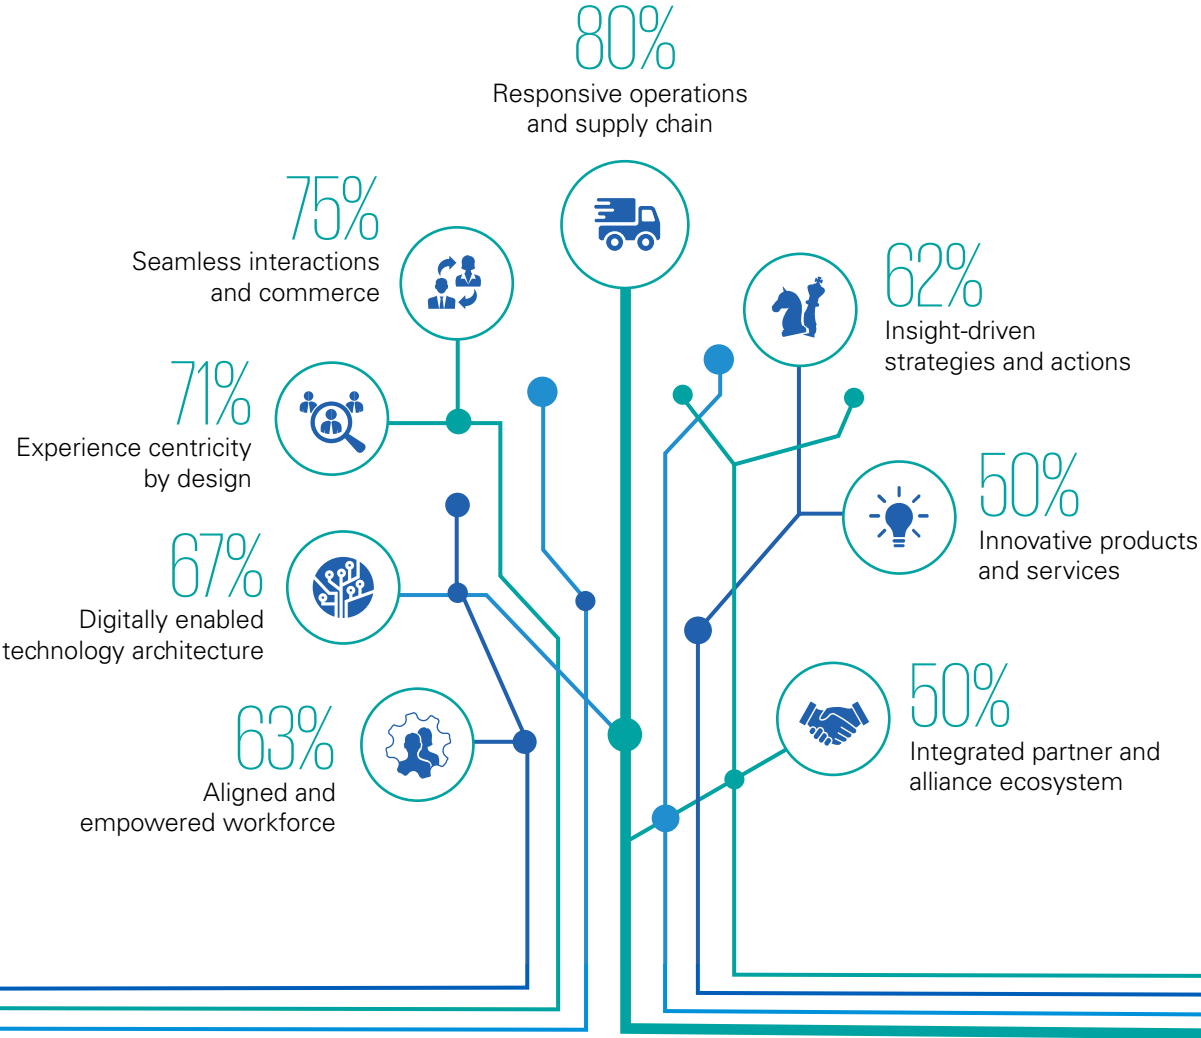 80%
Responsive operations
and supply chain
75%
Seamless interactions
and commerce
62%
Insight-driven
strategies and actions
71%
Experience centricity
by design
50%
Innovative products
and services
67%
Digitally enabled
technology architecture
50%
Integrated partner and
alliance ecosystem
63%
Aligned and
empowered workforce